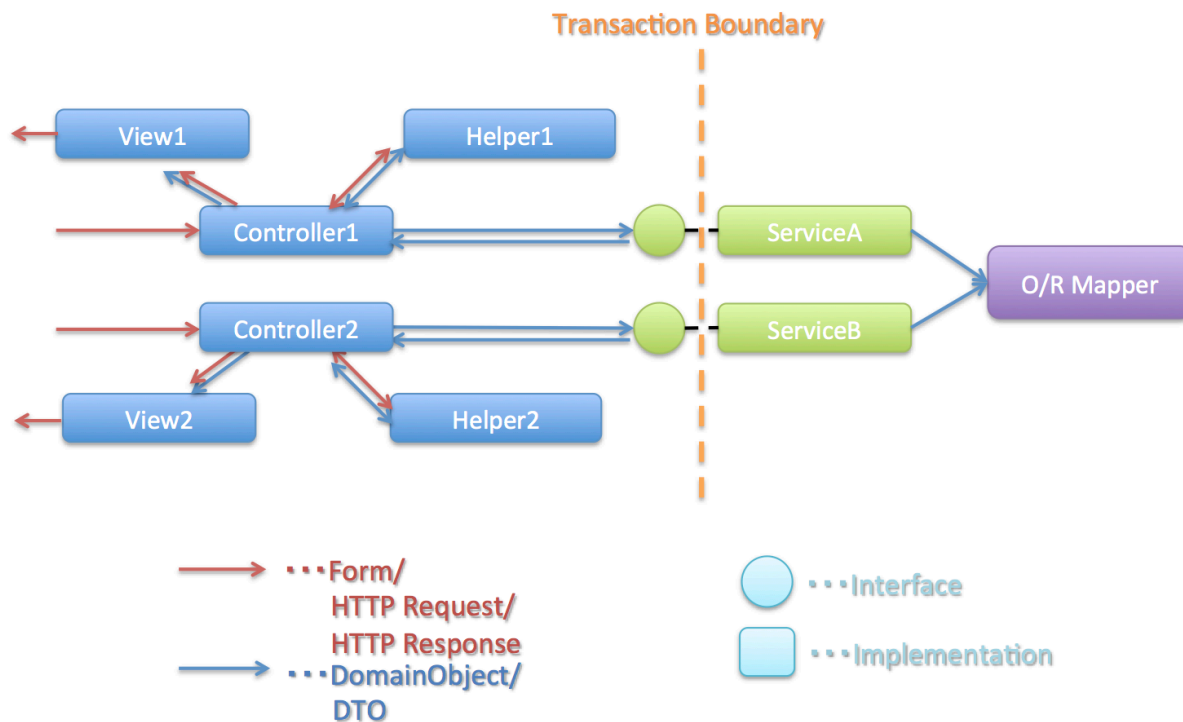 Transaction Boundary
View1
Helper1
Controller1
ServiceA
O/R Mapper
Controller2
ServiceB
View2
Helper2
･･･Form/
HTTP Request/
HTTP Response
･･･DomainObject/
DTO
･･･Interface
･･･Implementation